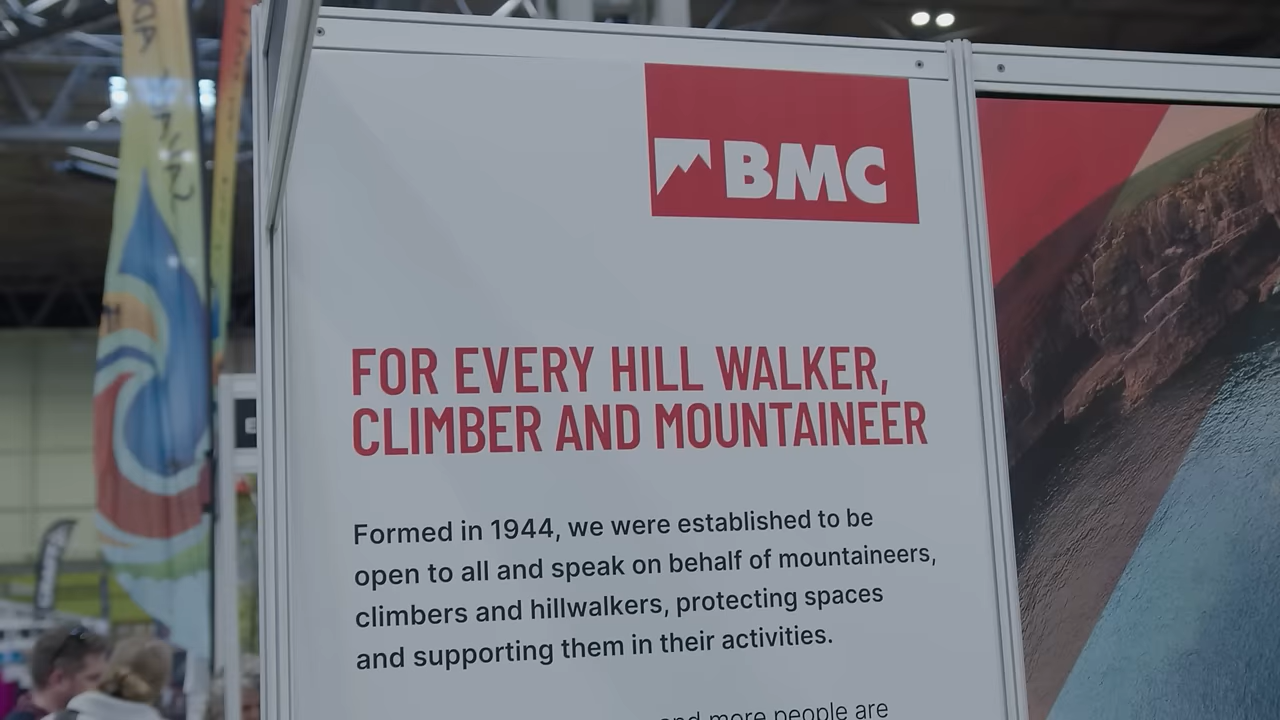 BMC
FOR EVERY HILL WALKER,
CLIMBER AND MOUNTAINEER
Formed in 1944, we were established to be
open to all and speak on behalf of mountaineers,
climbers and hillwalkers, protecting spaces
and supporting them in their activities.
and more people are